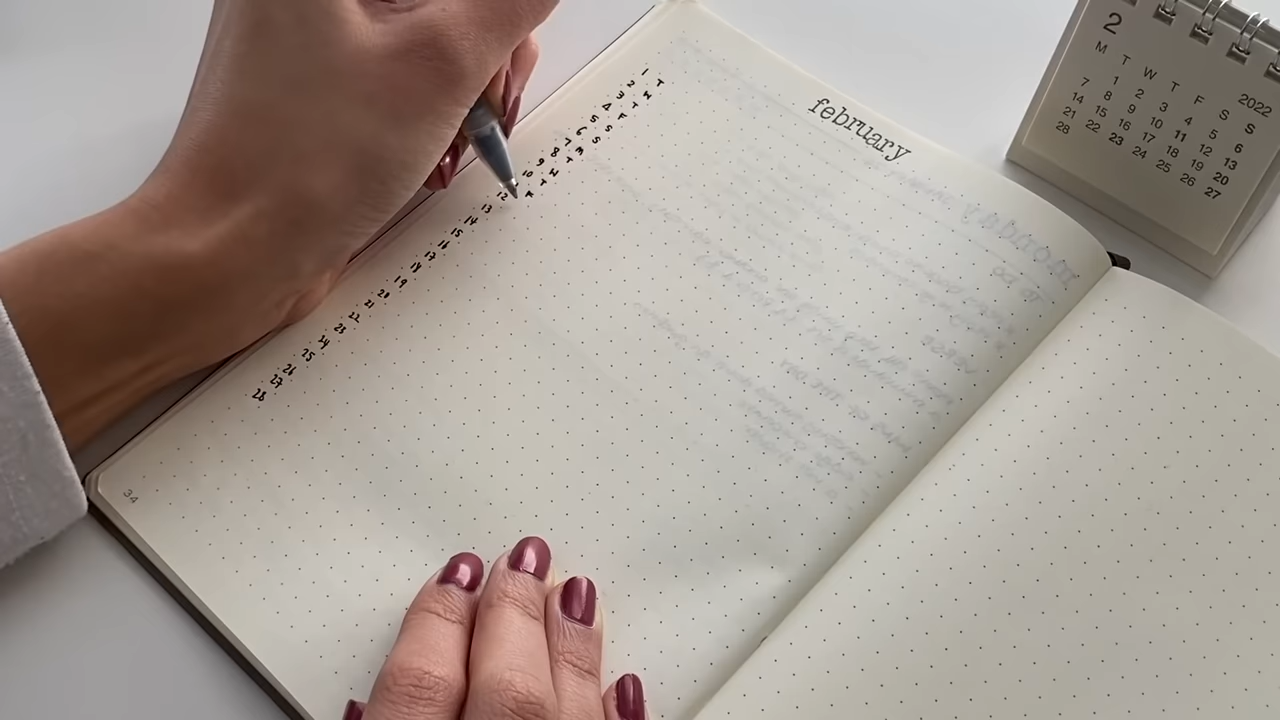 february
1 T
2 W
3 T
4 F
5 S
6 S
7 M
8 T
9 W
10 T
F
12
13
14
15
16
17
18
19
20
21
22
23
24
25
26
27
28
34
2 2022
M T W T F S S
1 2 3 4 5 6
7 8 9 10 11 12 13
14 15 16 17 18 19 20
21 22 23 24 25 26 27
28